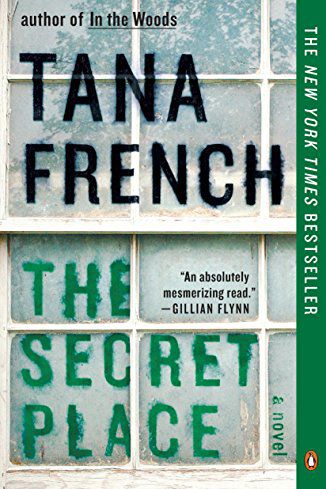 author of In the Woods
TANA
FRENCH
THE NEW YORK TIMES BESTSELLER
"An absolutely
mesmerizing read."
—GILLIAN FLYNN
THE
SECRET
PLACE
a novel